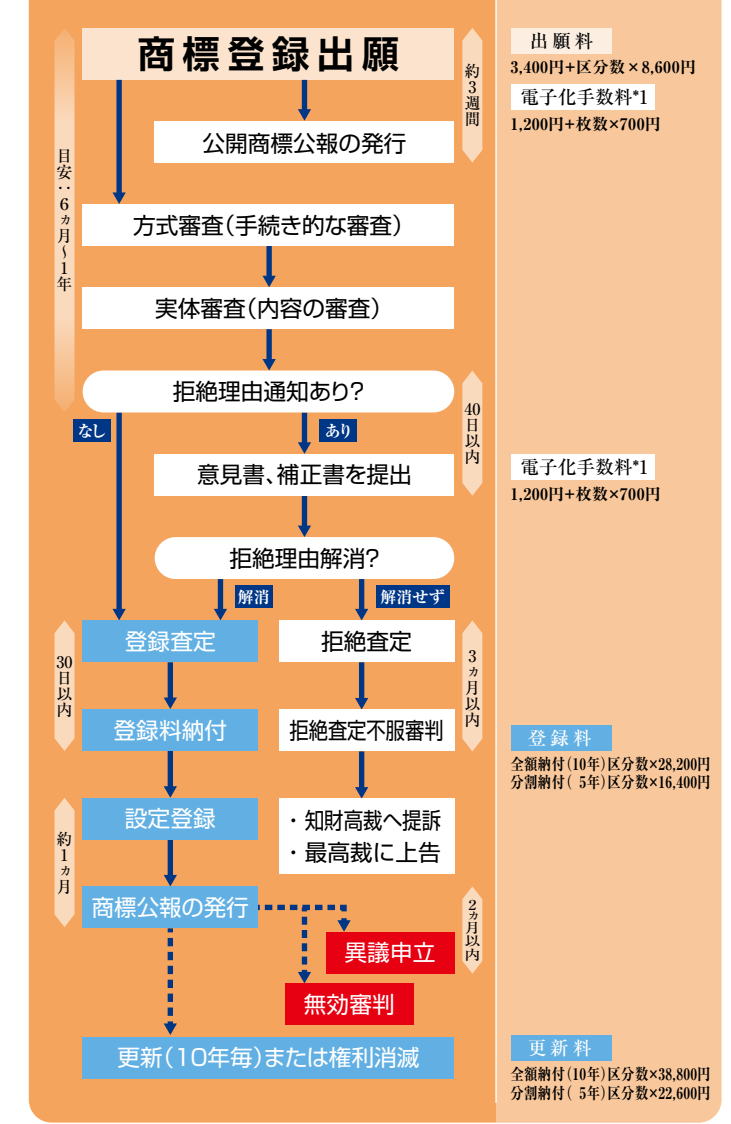 商標登録出願
約3週間
出願料
3,400円+区分数×8,600円
電子化手数料*1
1,200円+枚数×700円
公開商標公報の発行
目安：6ヵ月～1年
方式審査(手続き的な審査)
実体審査(内容の審査)
拒絶理由通知あり?
なし
あり
40日以内
意見書、補正書を提出
電子化手数料*1
1,200円+枚数×700円
拒絶理由解消?
解消
解消せず
登録査定
拒絶査定
30日以内
3ヵ月以内
登録料納付
拒絶査定不服審判
登録料
全額納付(10年)区分数×28,200円
分割納付( 5年)区分数×16,400円
設定登録
・知財高裁へ提訴
・最高裁に上告
約1ヵ月
商標公報の発行
2ヵ月以内
異議申立
無効審判
更新(10年毎)または権利消滅
更新料
全額納付(10年)区分数×38,800円
分割納付( 5年)区分数×22,600円